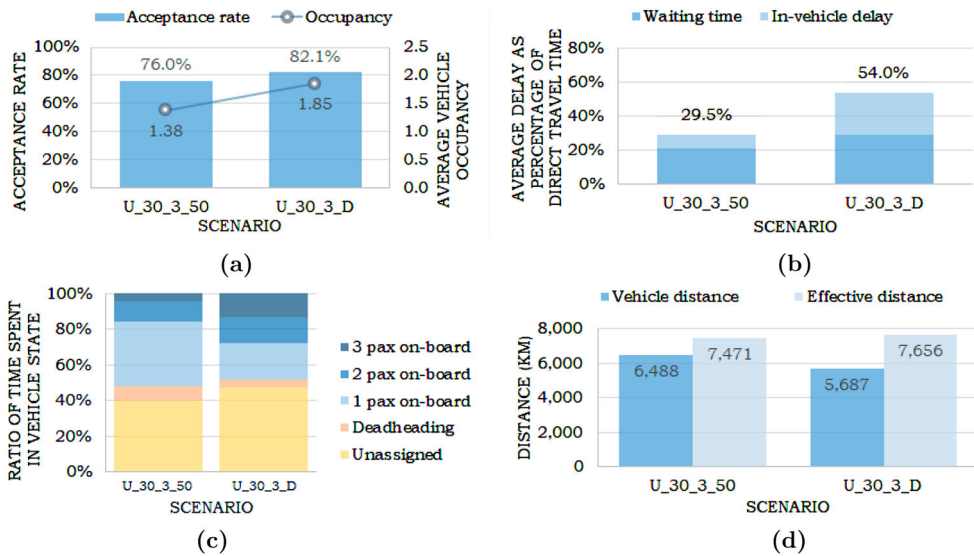 Acceptance rate Occupancy
ACCEPTANCE RATE
100%
80%
60%
40%
20%
0%
76.0%
82.1%
1.38
1.85
2.5
2.0
1.5
1.0
0.5
0.0
AVERAGE VEHICLE
OCCUPANCY
U_30_3_50 U_30_3_D
SCENARIO
(a)
Waiting time In-vehicle delay
AVERAGE DELAY AS
PERCENTAGE OF
DIRECT TRAVEL TIME
80%
60%
40%
20%
0%
29.5%
54.0%
U_30_3_50 U_30_3_D
SCENARIO
(b)
RATIO OF TIME SPENT
IN VEHICLE STATE
100%
80%
60%
40%
20%
0%
3 pax on-board
2 pax on-board
1 pax on-board
Deadheading
Unassigned
U_30_3_50 U_30_3_D
SCENARIO
(c)
Vehicle distance Effective distance
DISTANCE (KM)
8,000
6,000
4,000
2,000
0
6,488
7,471
5,687
7,656
U_30_3_50 U_30_3_D
SCENARIO
(d)